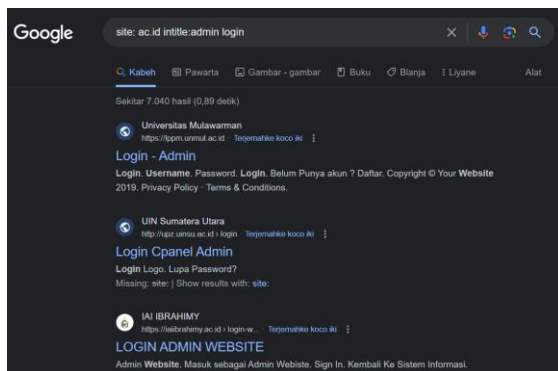 Google
site: ac.id intitle:admin login
Kabeh Pawarta Gambar - gambar Buku Blanja Liyane Alat
Sekitar 7.040 hasil (0,89 detik)
Universitas Mulawarman
https://lppm.unmul.ac.id · Terjemahke koco iki
Login - Admin
Login. Username. Password. Login. Belum Punya akun ? Daftar. Copyright © Your Website
2019. Privacy Policy · Terms & Conditions.
UIN Sumatera Utara
http://upz.uinsu.ac.id › login · Terjemahke koco iki
Login Cpanel Admin
Login Logo. Lupa Password?
Missing: site: | Show results with: site:
IAI IBRAHIMY
https://iaiibrahimy.ac.id › login-w... · Terjemahke koco iki
LOGIN ADMIN WEBSITE
Admin Website. Masuk sebagai Admin Webiste. Sign In. Kembali Ke Sistem Informasi.